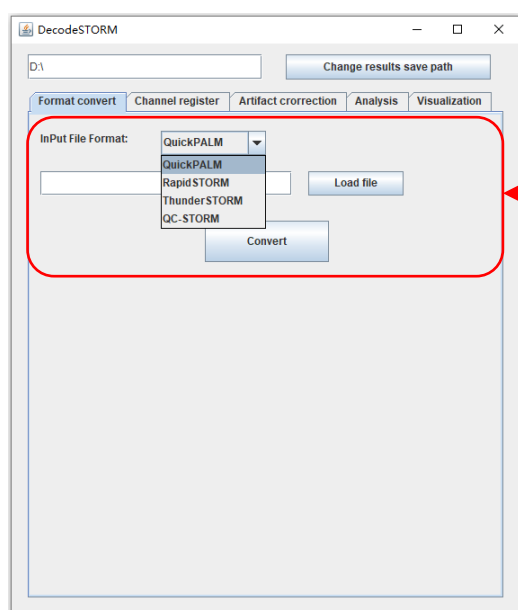 DecodeSTORM
D:\ Change results save path
Format convert Channel register Artifact crorrection Analysis Visualization
InPut File Format: QuickPALM
QuickPALM
RapidSTORM
Load file
ThunderSTORM
QC-STORM
Convert